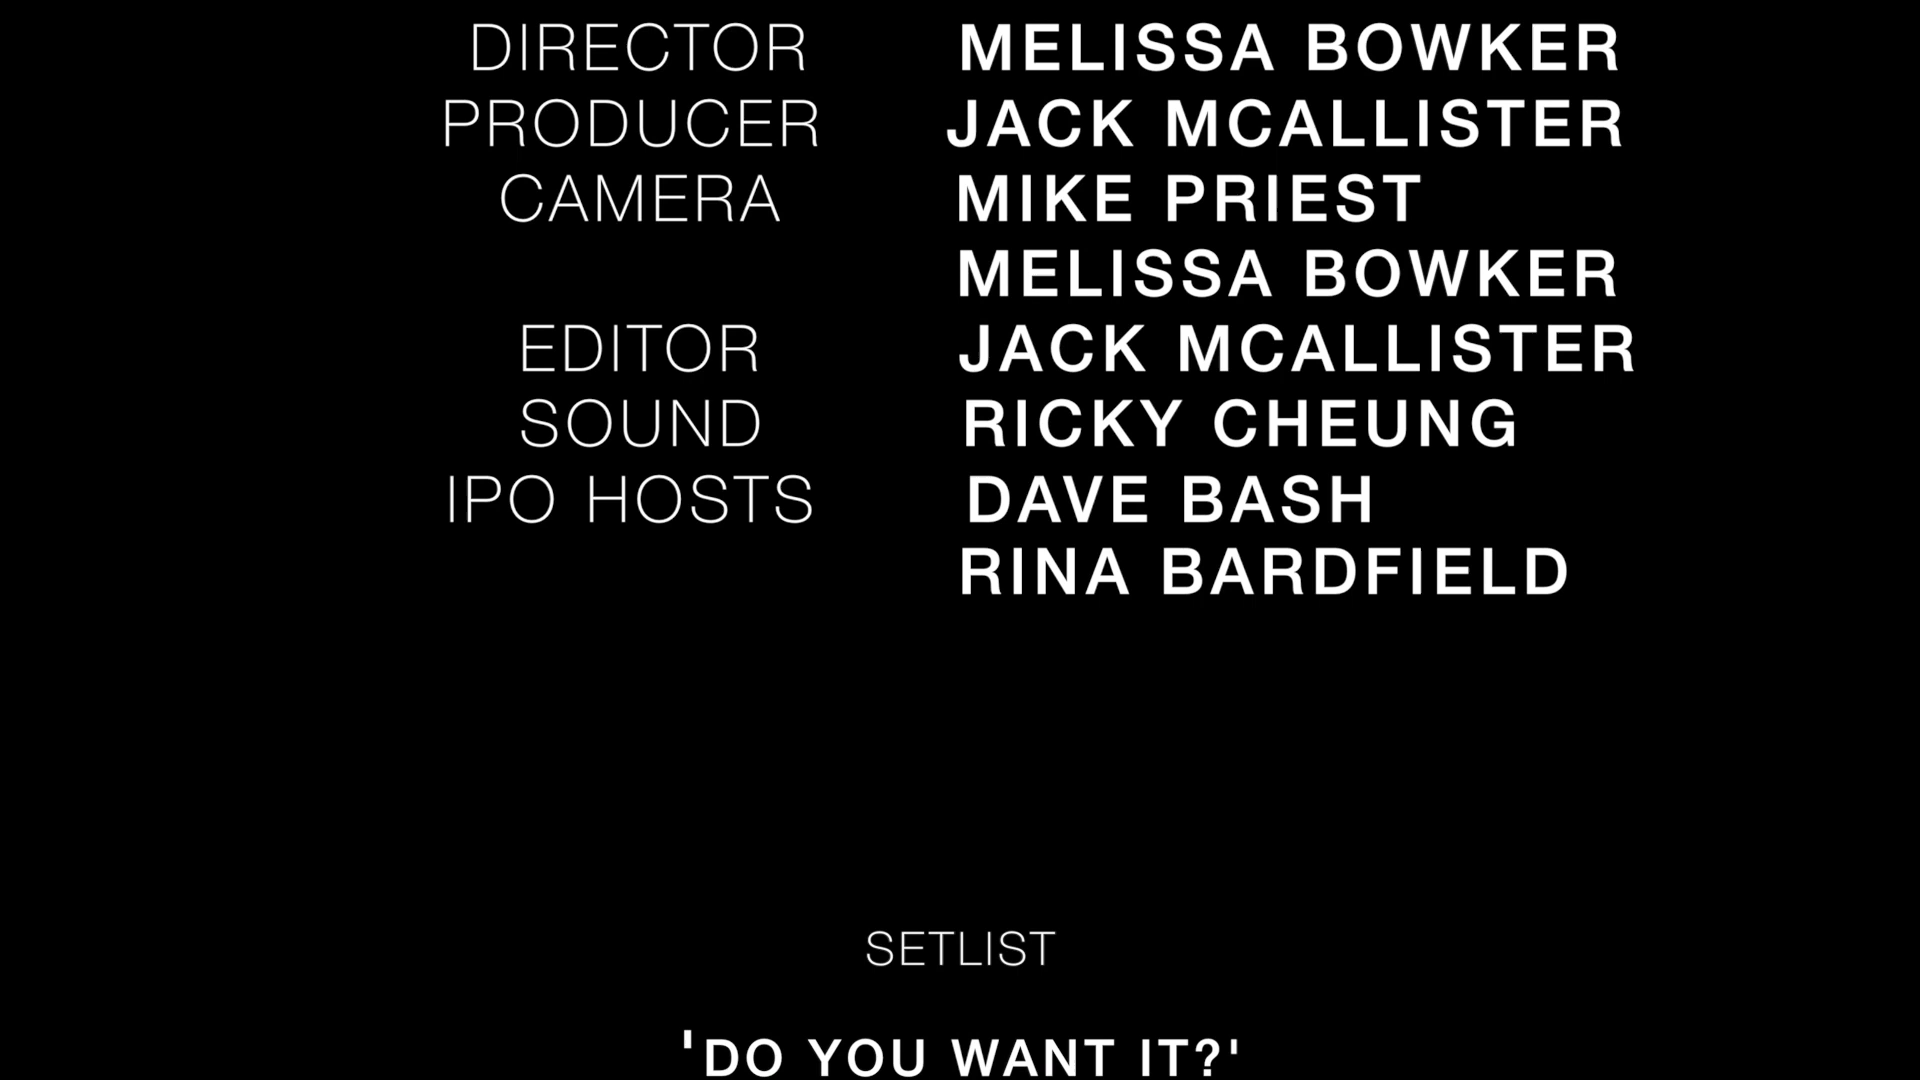 DIRECTOR MELISSA BOWKER
PRODUCER JACK MCALLISTER
CAMERA MIKE PRIEST
MELISSA BOWKER
EDITOR JACK MCALLISTER
SOUND RICKY CHEUNG
IPO HOSTS DAVE BASH
RINA BARDFIELD
SETLIST
'DO YOU WANT IT?'